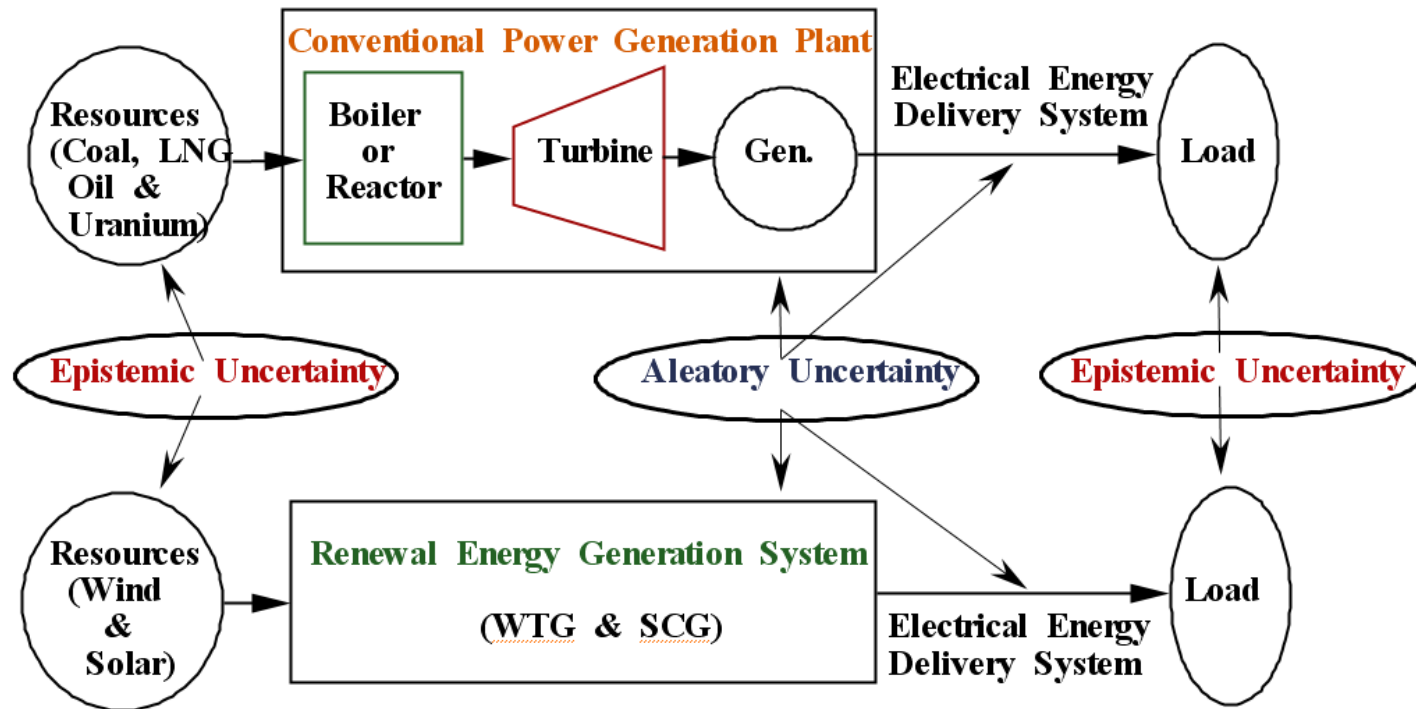 Conventional Power Generation Plant
Resources
(Coal, LNG
Oil &
Uranium)
Boiler
or
Reactor
Turbine
Gen.
Electrical Energy
Delivery System
Load
Epistemic Uncertainty
Aleatory Uncertainty
Epistemic Uncertainty
Resources
(Wind
&
Solar)
Renewal Energy Generation System
(WTG & SCG)
Electrical Energy
Delivery System
Load